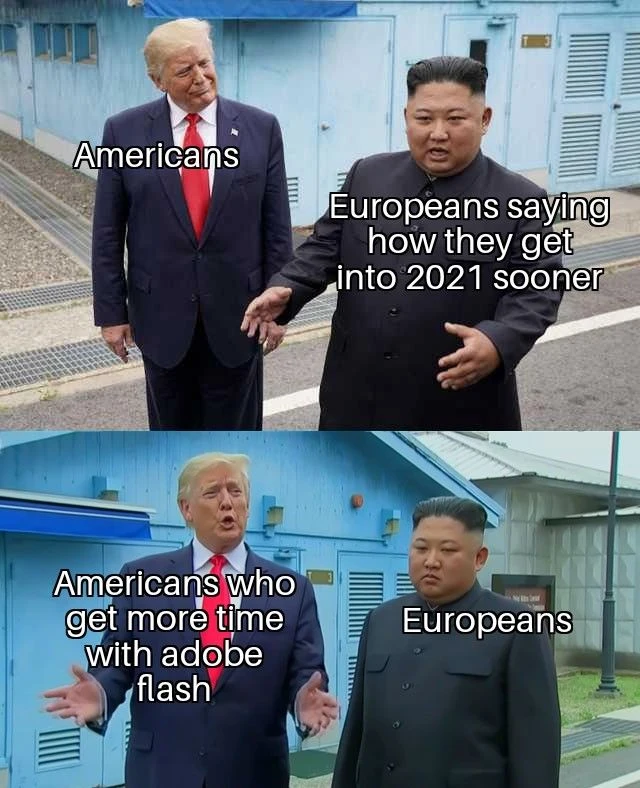 Americans
Europeans saying
how they get
into 2021 sooner
Americans who
get more time
with adobe
flash
Europeans